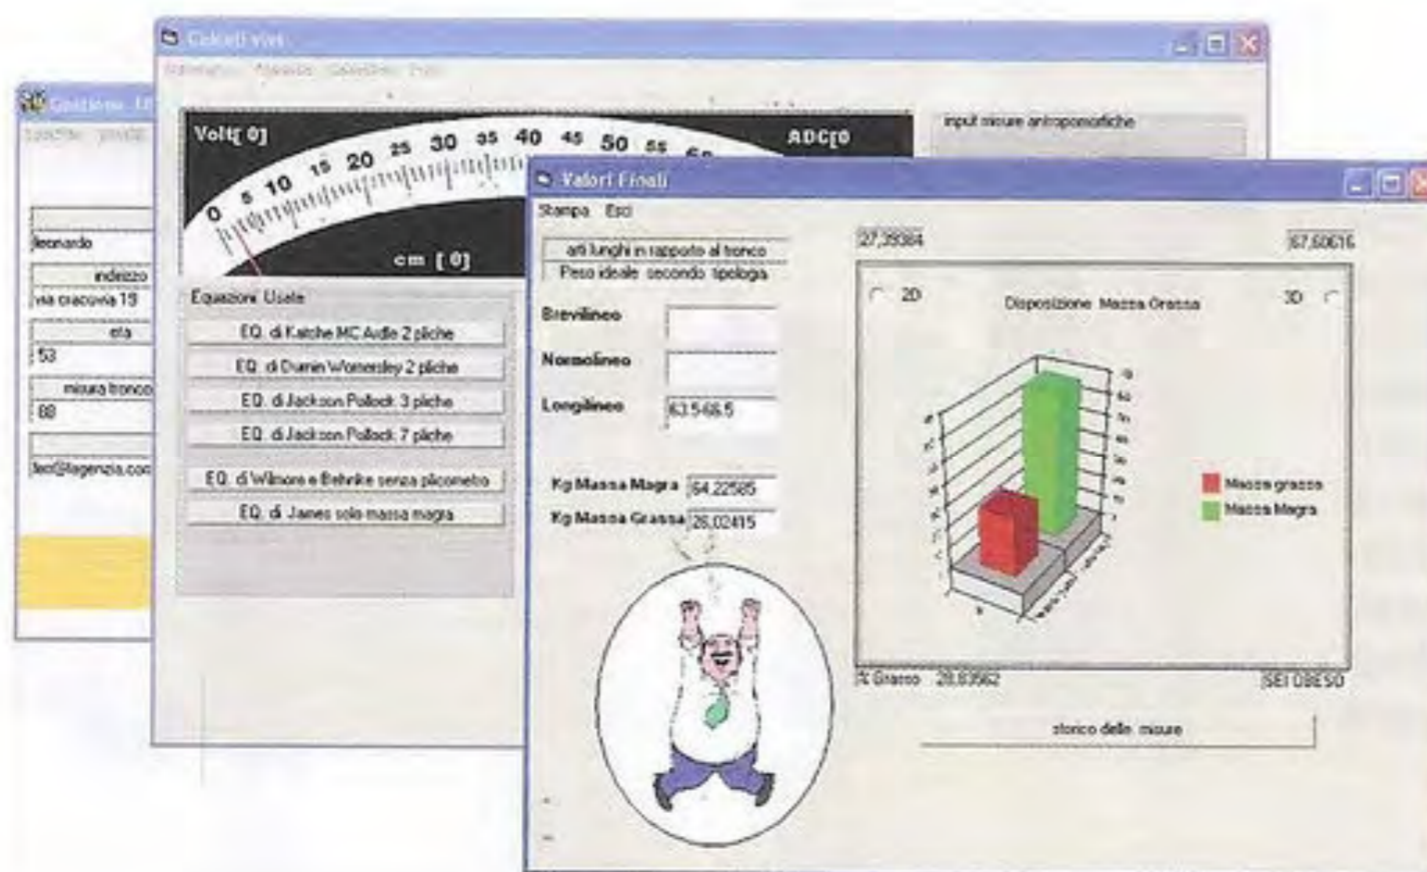 Volt[ 0]
ADC[0
0 5 10 15 20 25 30 35 40 45 50 55
cm [ 0]
input misure antropomorfiche
leonardo
indirizzo
via cracovia 19
eta
53
misura tronco
88
Equazioni Usate
EQ. di Katche MC Ardle 2 pliche
EQ. di Durnin Womersley 2 pliche
EQ. di Jackson Pollock 3 pliche
EQ. di Jackson Pollock 7 pliche
EQ. di Wilmore e Behnke senza plicometro
EQ. di James solo massa magra
Valori Finali
Stampa Esci
arti lunghi in rapporto al tronco
Peso ideale secondo tipologia
Brevilineo
Normolineo
Longilineo
63.5-66.5
Kg Massa Magra 64,22585
Kg Massa Grassa 26,02415
27,39384
67,60616
2D
Disposizione Massa Grassa
3D
Massa grassa
Massa Magra
% Grasso 28,83562
SEI OBESO
storico delle misure